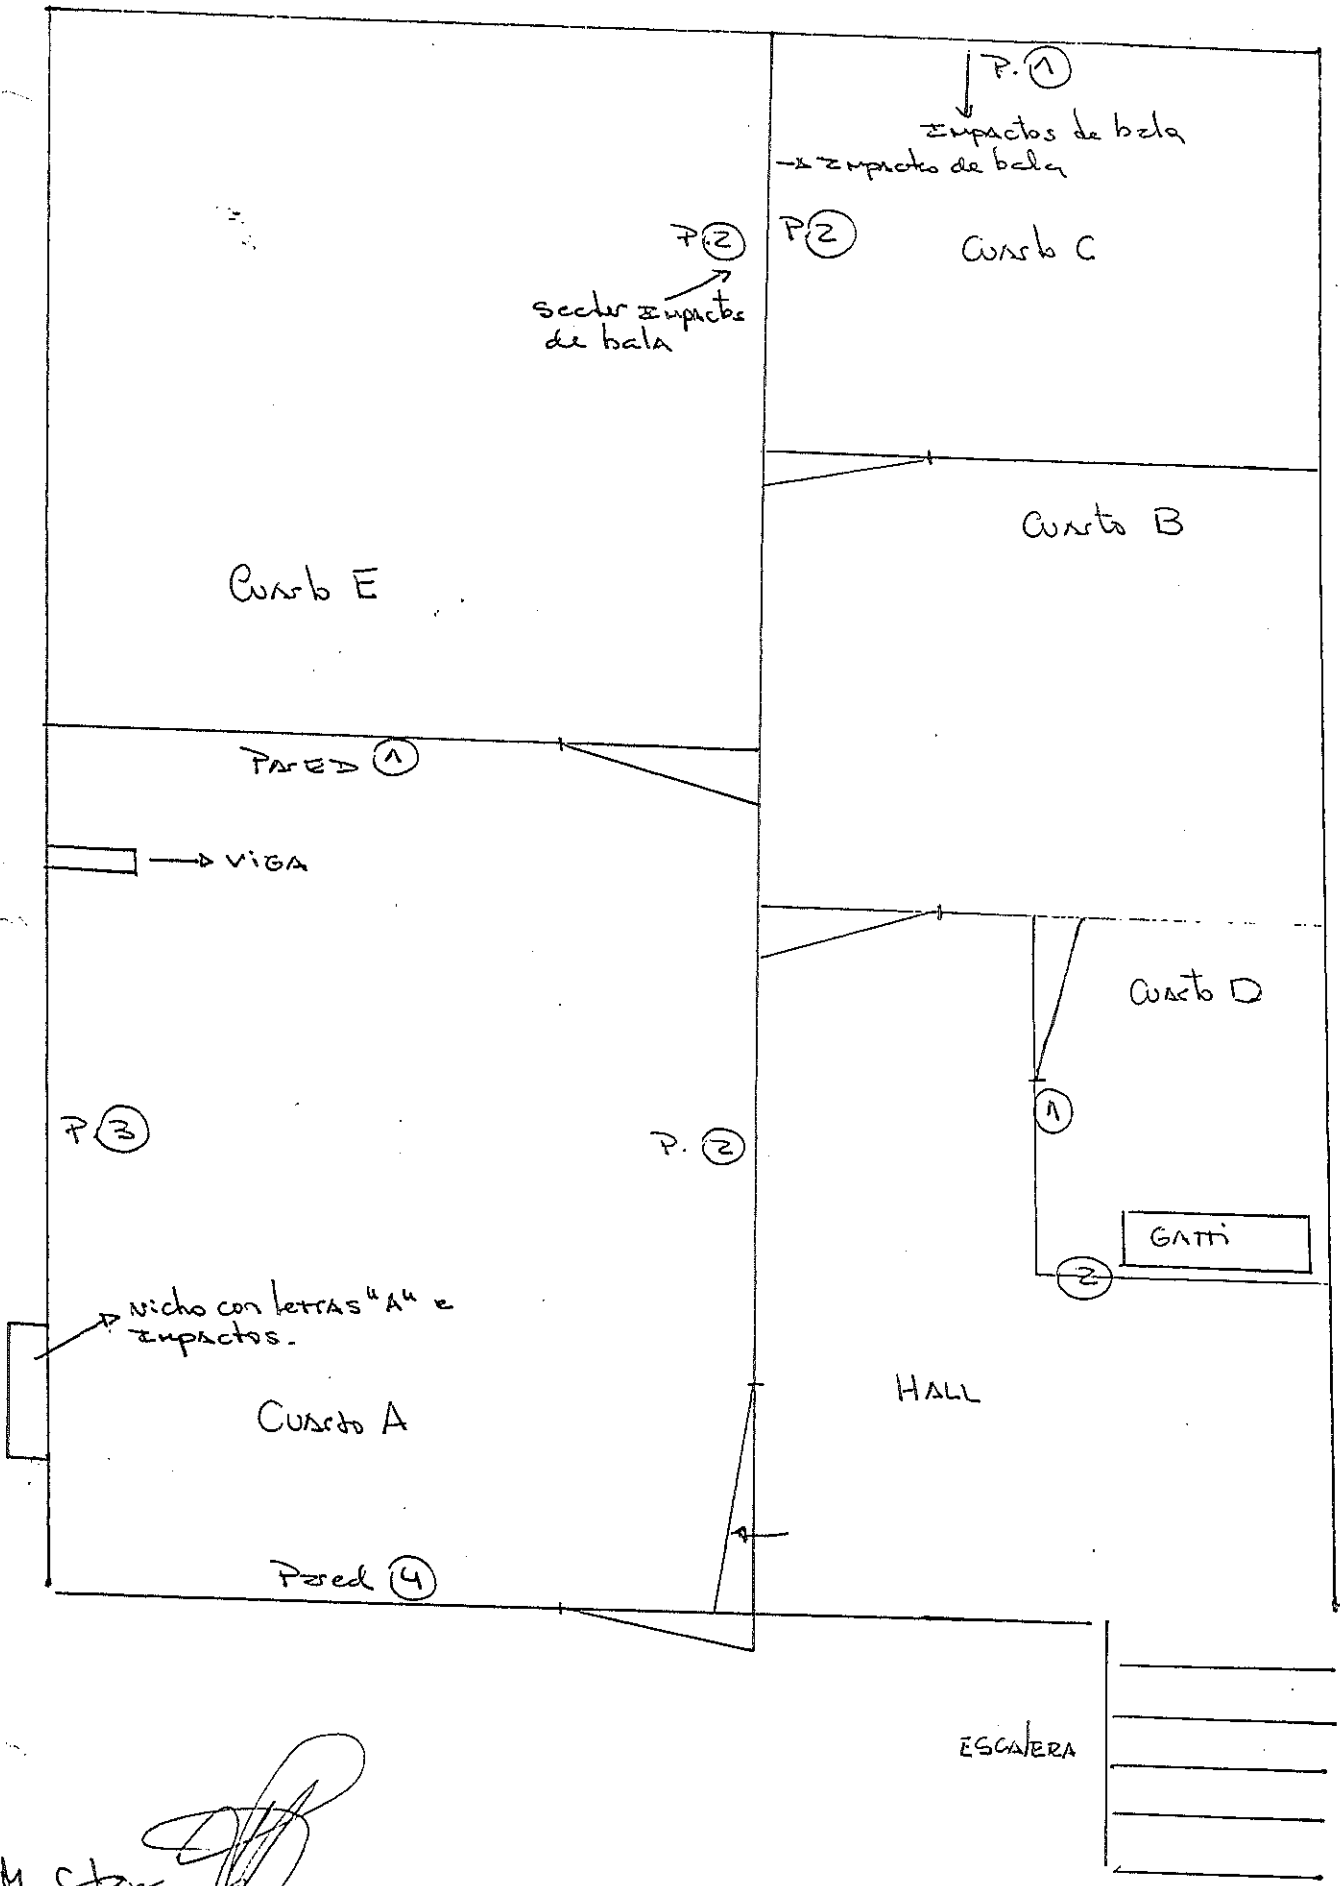 P. 1
Impactos de bala
→ Impactos de bala
P. 2
P. 2
Cuarto C
Sector Impactos
de bala
Cuarto B
Cuarto E
PARED 1
→ VIGA
Cuarto D
1
P. 3
P. 2
GATTI
2
Nicho con letras "A" e
Impactos.
HALL
Cuarto A
Pared 4
ESCALERA
M